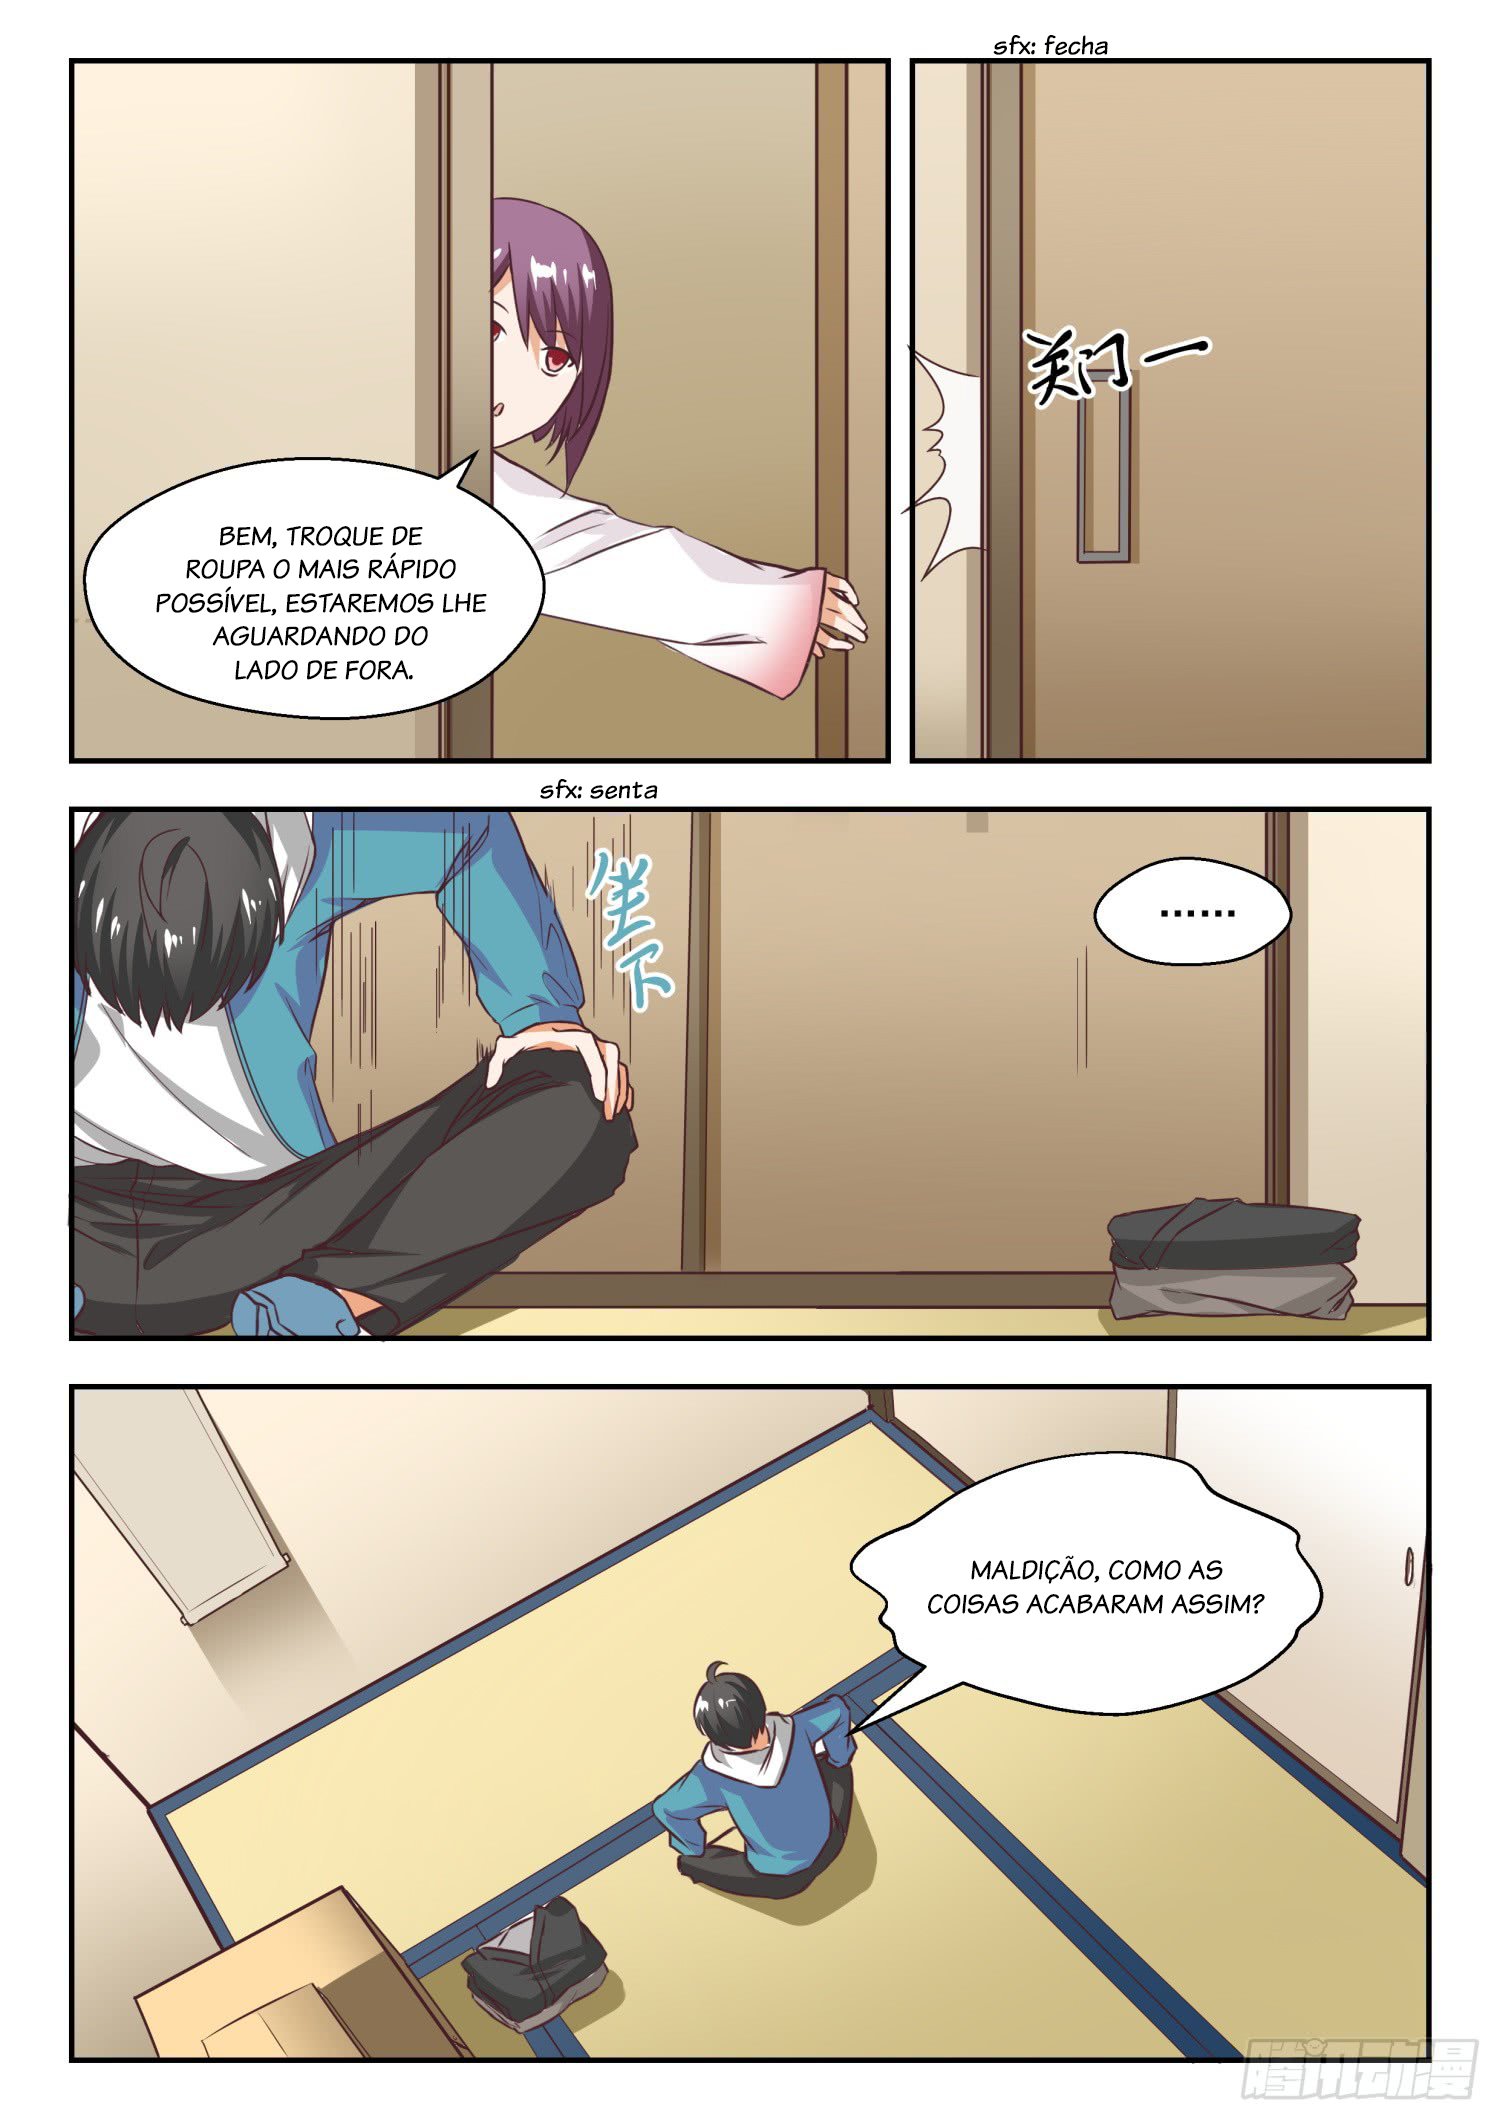 sfx: fecha
BEM, TROQUE DE
ROUPA O MAIS RÁPIDO
POSSÍVEL, ESTAREMOS LHE
AGUARDANDO DO
LADO DE FORA.
关门一
sfx: senta
坐下
......
MALDIÇÃO, COMO AS
COISAS ACABARAM ASSIM?
腾讯动漫